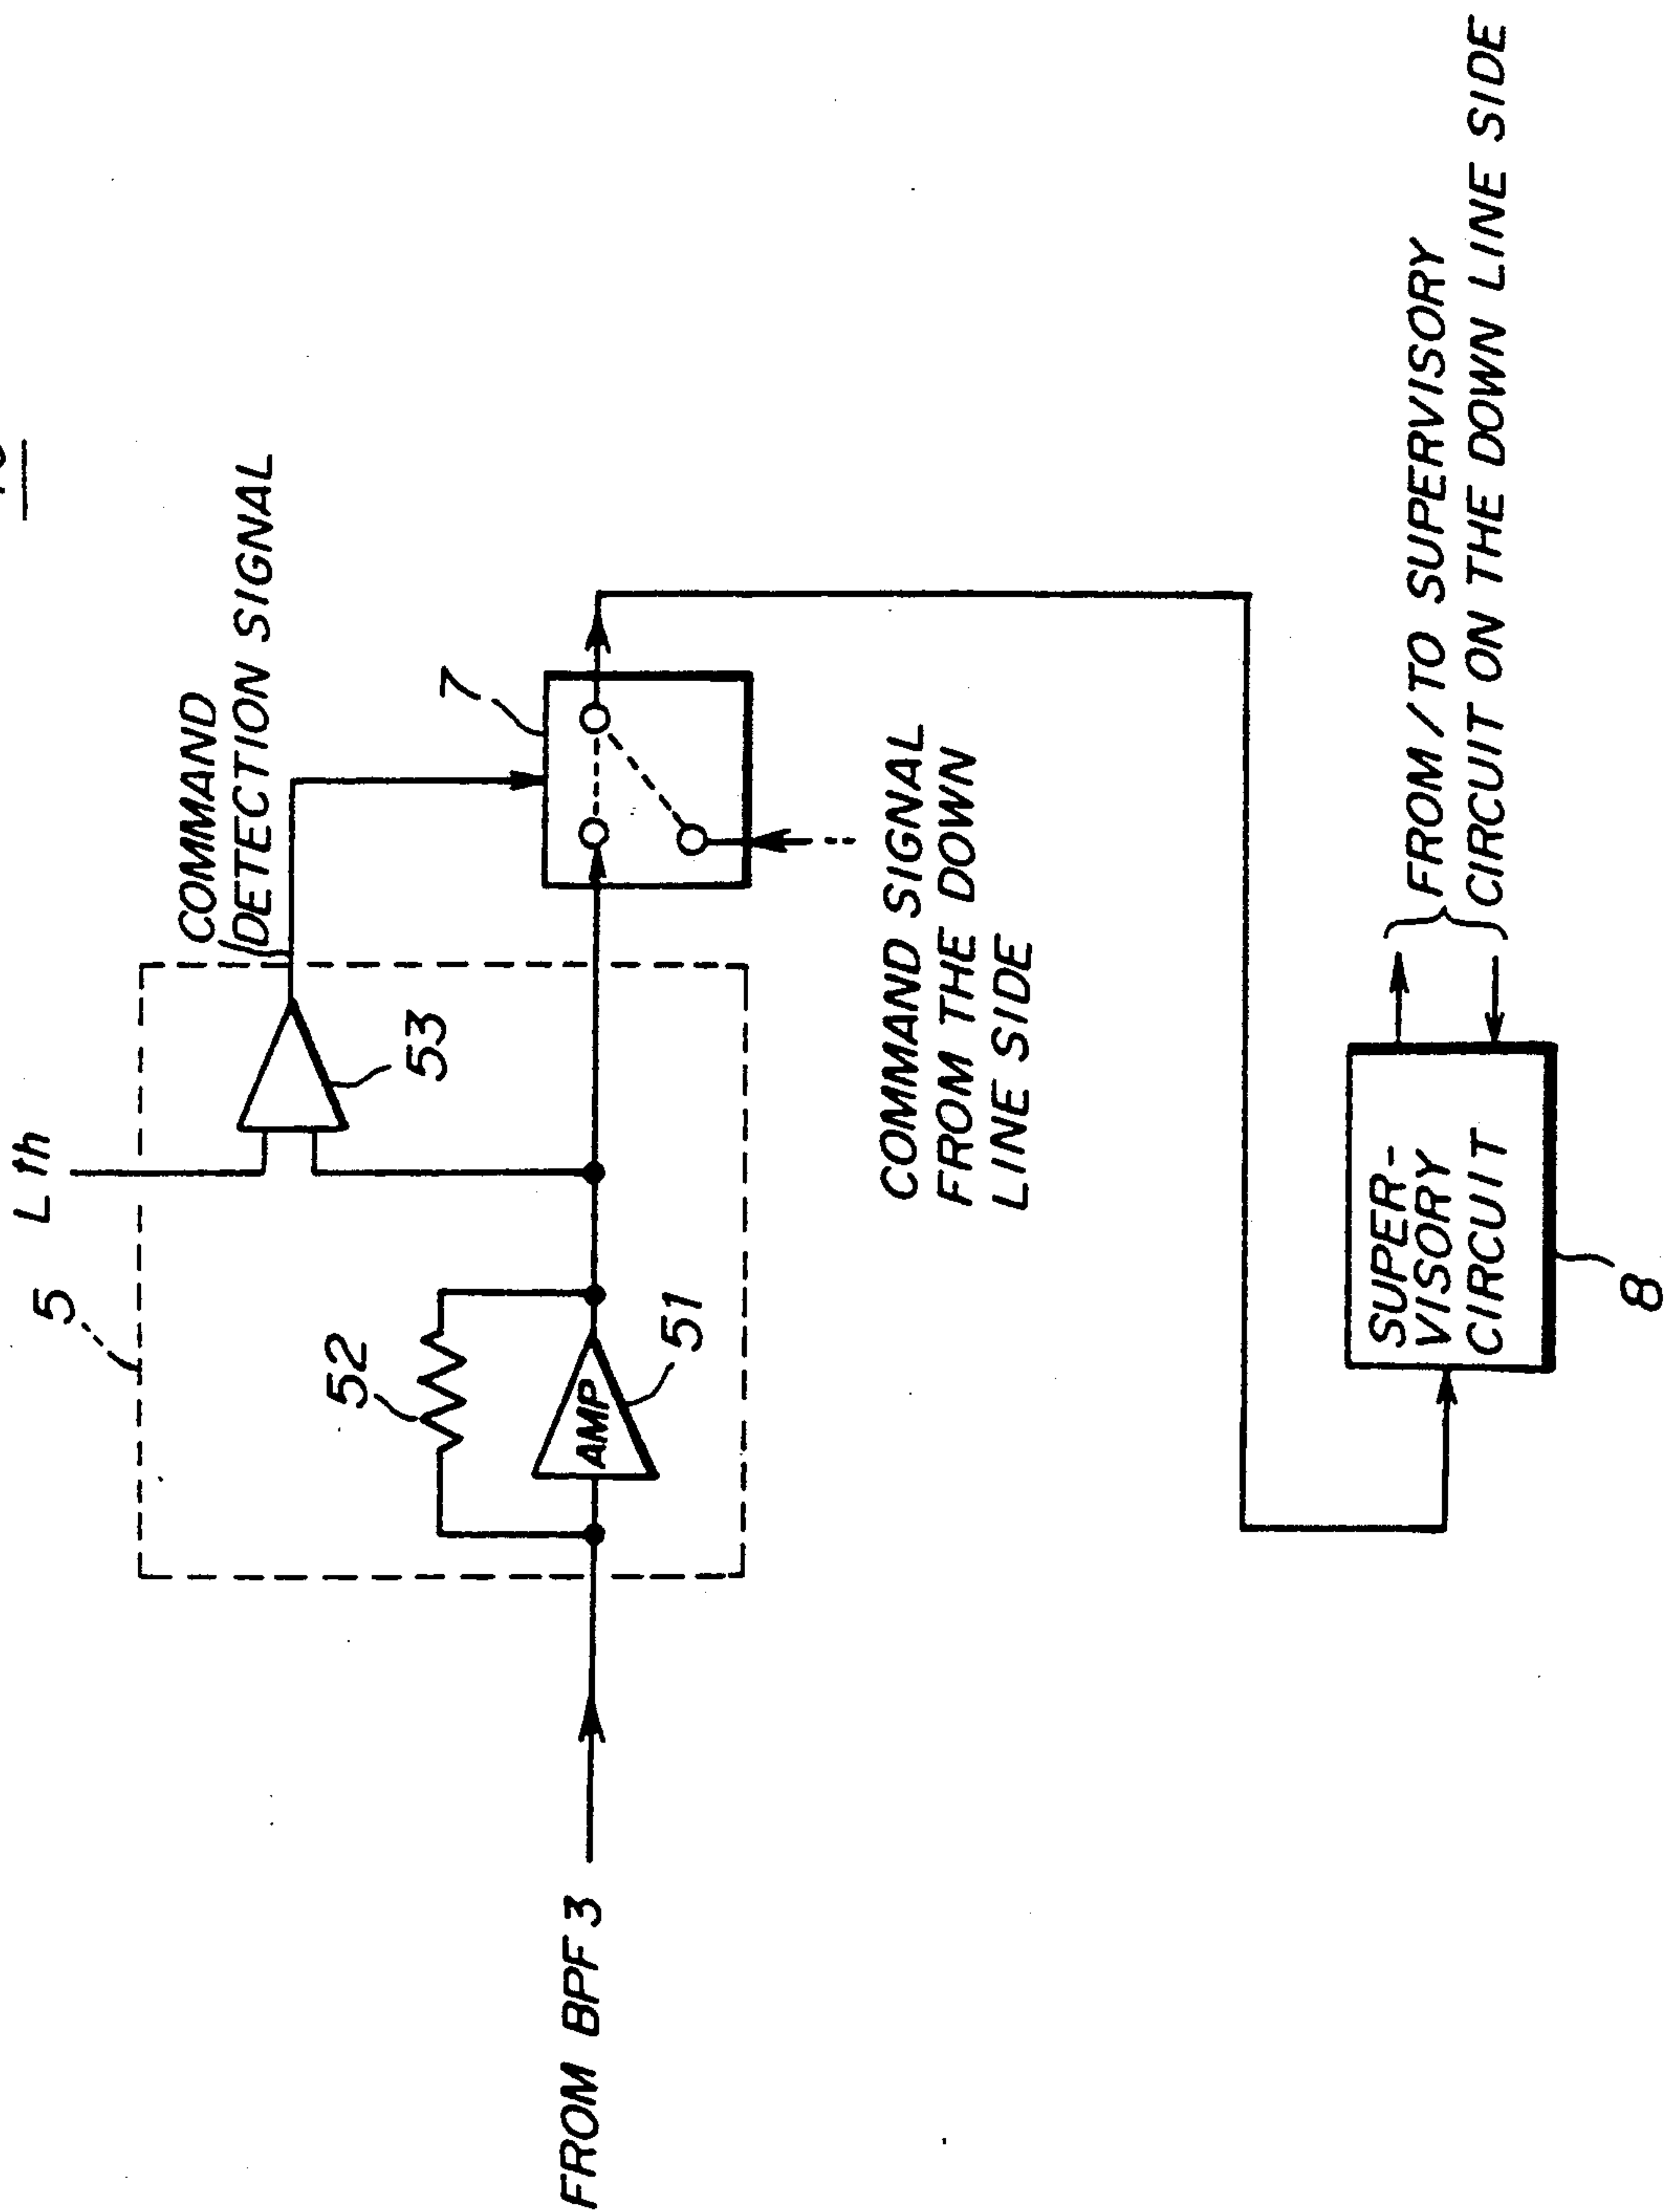 L th
5
COMMAND
DETECTION SIGNAL
52
53
7
AMP
51
FROM BPF 3
COMMAND SIGNAL
FROM THE DOWN
LINE SIDE
SUPER-
VISORY
CIRCUIT
8
FROM/TO SUPERVISORY
CIRCUIT ON THE DOWN LINE SIDE